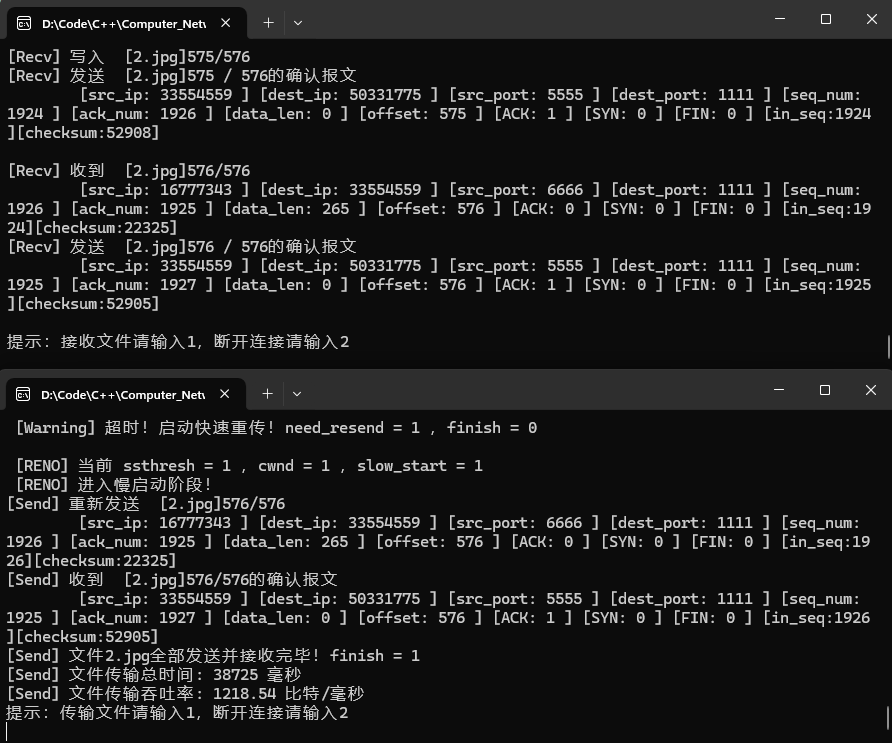 D:\Code\C++\Computer_Net
[Recv] 写入  [2.jpg]575/576
[Recv] 发送  [2.jpg]575 / 576的确认报文
[src_ip: 33554559 ] [dest_ip: 50331775 ] [src_port: 5555 ] [dest_port: 1111 ] [seq_num:
1924 ] [ack_num: 1926 ] [data_len: 0 ] [offset: 575 ] [ACK: 1 ] [SYN: 0 ] [FIN: 0 ] [in_seq:1924
][checksum:52908]
[Recv] 收到  [2.jpg]576/576
[src_ip: 16777343 ] [dest_ip: 33554559 ] [src_port: 6666 ] [dest_port: 1111 ] [seq_num:
1926 ] [ack_num: 1925 ] [data_len: 265 ] [offset: 576 ] [ACK: 0 ] [SYN: 0 ] [FIN: 0 ] [in_seq:19
24][checksum:22325]
[Recv] 发送  [2.jpg]576 / 576的确认报文
[src_ip: 33554559 ] [dest_ip: 50331775 ] [src_port: 5555 ] [dest_port: 1111 ] [seq_num:
1925 ] [ack_num: 1927 ] [data_len: 0 ] [offset: 576 ] [ACK: 1 ] [SYN: 0 ] [FIN: 0 ] [in_seq:1925
][checksum:52905]
提示: 接收文件请输入1, 断开连接请输入2
D:\Code\C++\Computer_Net
[Warning] 超时! 启动快速重传! need_resend = 1 , finish = 0
[RENO] 当前 ssthresh = 1 , cwnd = 1 , slow_start = 1
[RENO] 进入慢启动阶段!
[Send] 重新发送  [2.jpg]576/576
[src_ip: 16777343 ] [dest_ip: 33554559 ] [src_port: 6666 ] [dest_port: 1111 ] [seq_num:
1926 ] [ack_num: 1925 ] [data_len: 265 ] [offset: 576 ] [ACK: 0 ] [SYN: 0 ] [FIN: 0 ] [in_seq:19
26][checksum:22325]
[Send] 收到  [2.jpg]576/576的确认报文
[src_ip: 33554559 ] [dest_ip: 50331775 ] [src_port: 5555 ] [dest_port: 1111 ] [seq_num:
1925 ] [ack_num: 1927 ] [data_len: 0 ] [offset: 576 ] [ACK: 1 ] [SYN: 0 ] [FIN: 0 ] [in_seq:1926
][checksum:52905]
[Send] 文件2.jpg全部发送并接收完毕! finish = 1
[Send] 文件传输总时间: 38725 毫秒
[Send] 文件传输吞吐率: 1218.54 比特/毫秒
提示: 传输文件请输入1, 断开连接请输入2